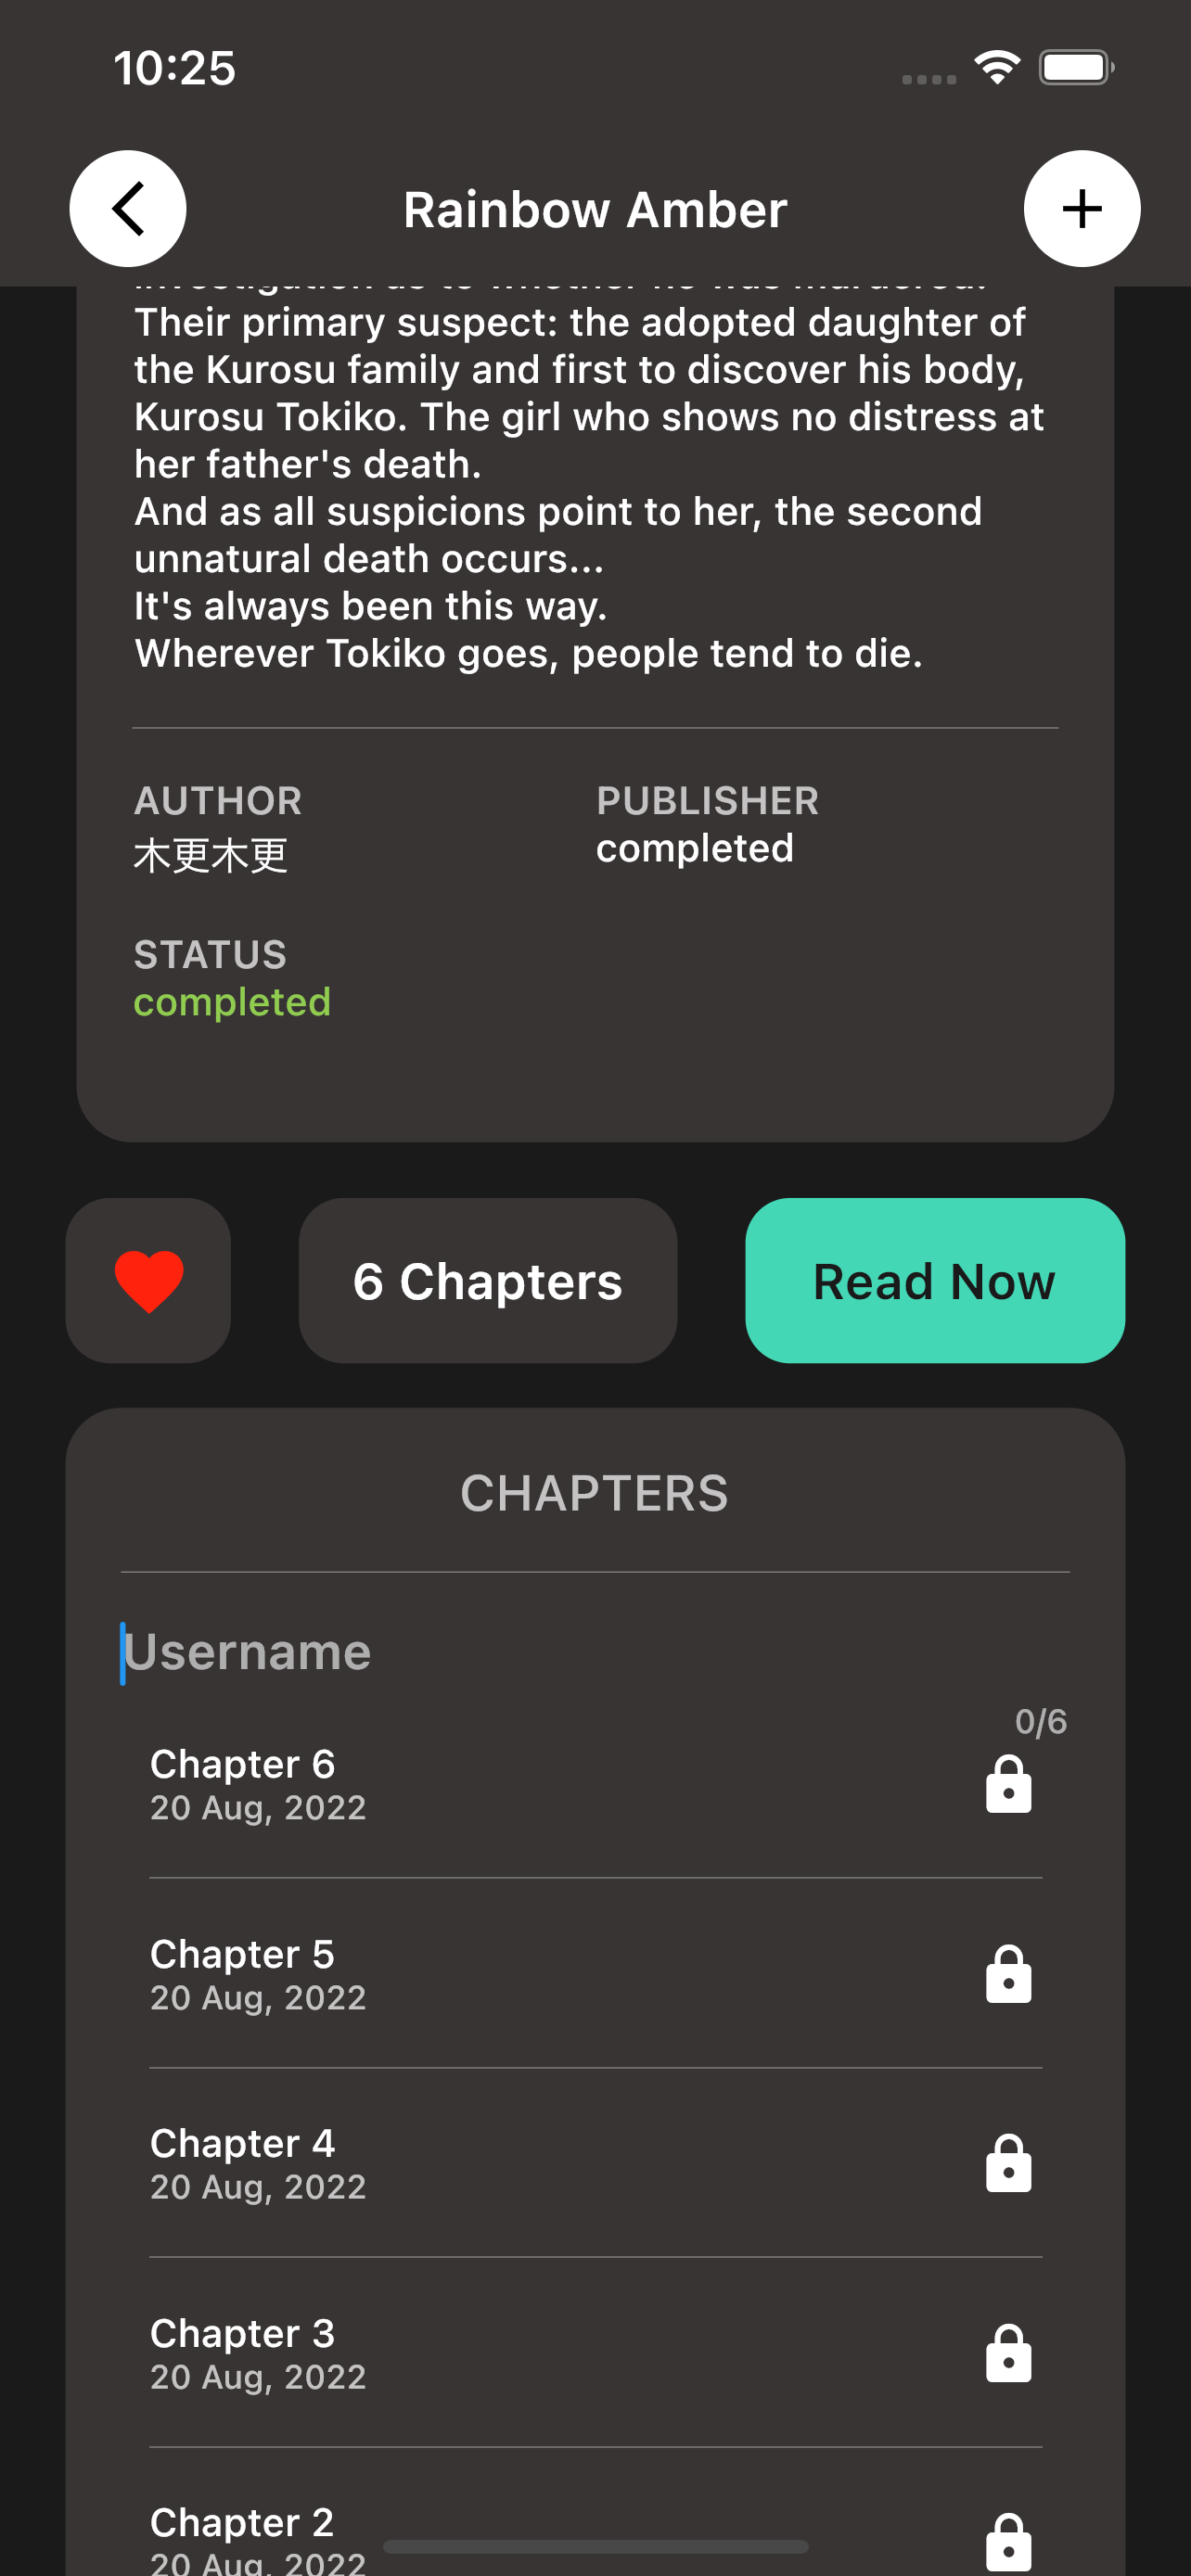 10:25
Rainbow Amber
Their primary suspect: the adopted daughter of
the Kurosu family and first to discover his body,
Kurosu Tokiko. The girl who shows no distress at
her father's death.
And as all suspicions point to her, the second
unnatural death occurs...
It's always been this way.
Wherever Tokiko goes, people tend to die.
AUTHOR
木更木更
PUBLISHER
completed
STATUS
completed
6 Chapters
Read Now
CHAPTERS
Username
0/6
Chapter 6
20 Aug, 2022
Chapter 5
20 Aug, 2022
Chapter 4
20 Aug, 2022
Chapter 3
20 Aug, 2022
Chapter 2
20 Aug, 2022